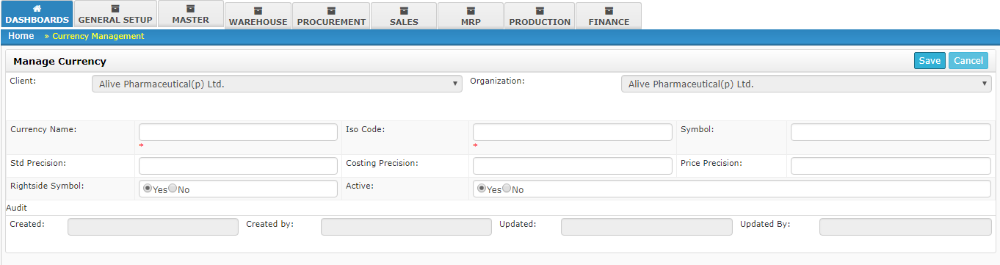 DASHBOARDS GENERAL SETUP MASTER WAREHOUSE PROCUREMENT SALES MRP PRODUCTION FINANCE
Home » Currency Management
Manage Currency Save Cancel
Client: Alive Pharmaceutical(p) Ltd. Organization: Alive Pharmaceutical(p) Ltd.
Currency Name: Iso Code: Symbol:
* *
Std Precision: Costing Precision: Price Precision:
Rightside Symbol: Yes No Active: Yes No
Audit
Created: Created by: Updated: Updated By: